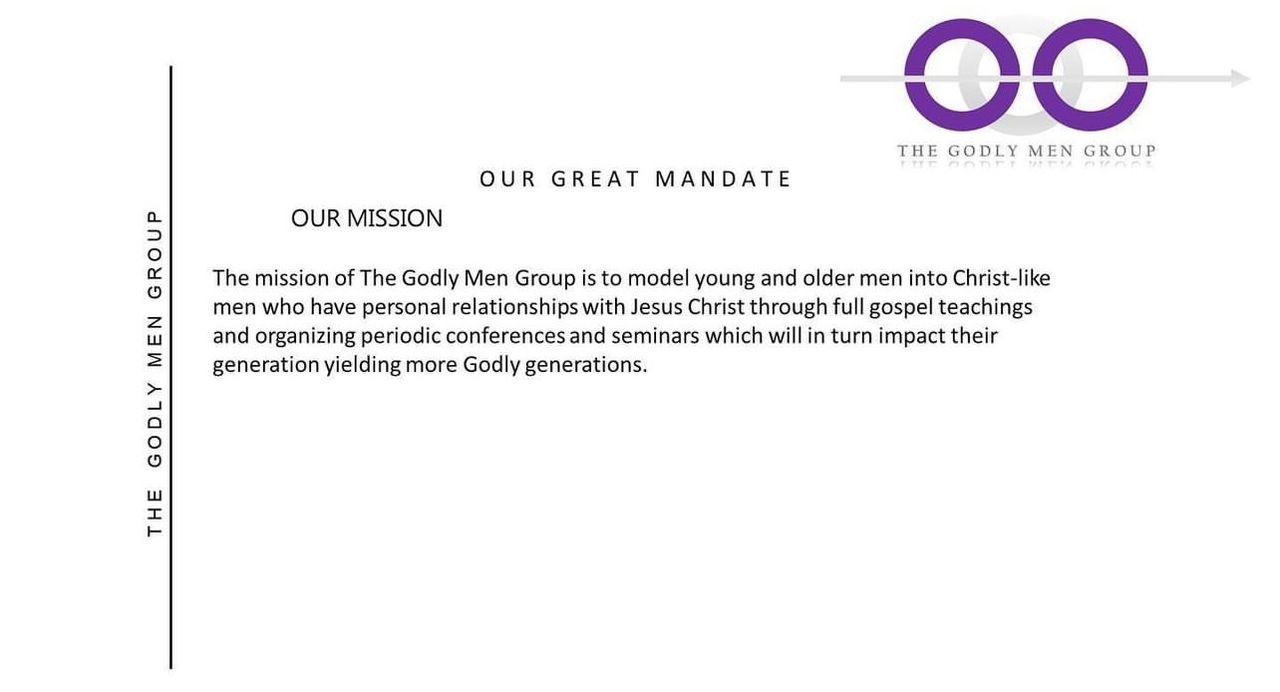 THE GODLY MEN GROUP
OUR GREAT MANDATE
OUR MISSION
The mission of The Godly Men Group is to model young and older men into Christ-like
men who have personal relationships with Jesus Christ through full gospel teachings
and organizing periodic conferences and seminars which will in turn impact their
generation yielding more Godly generations.
THE GODLY MEN GROUP